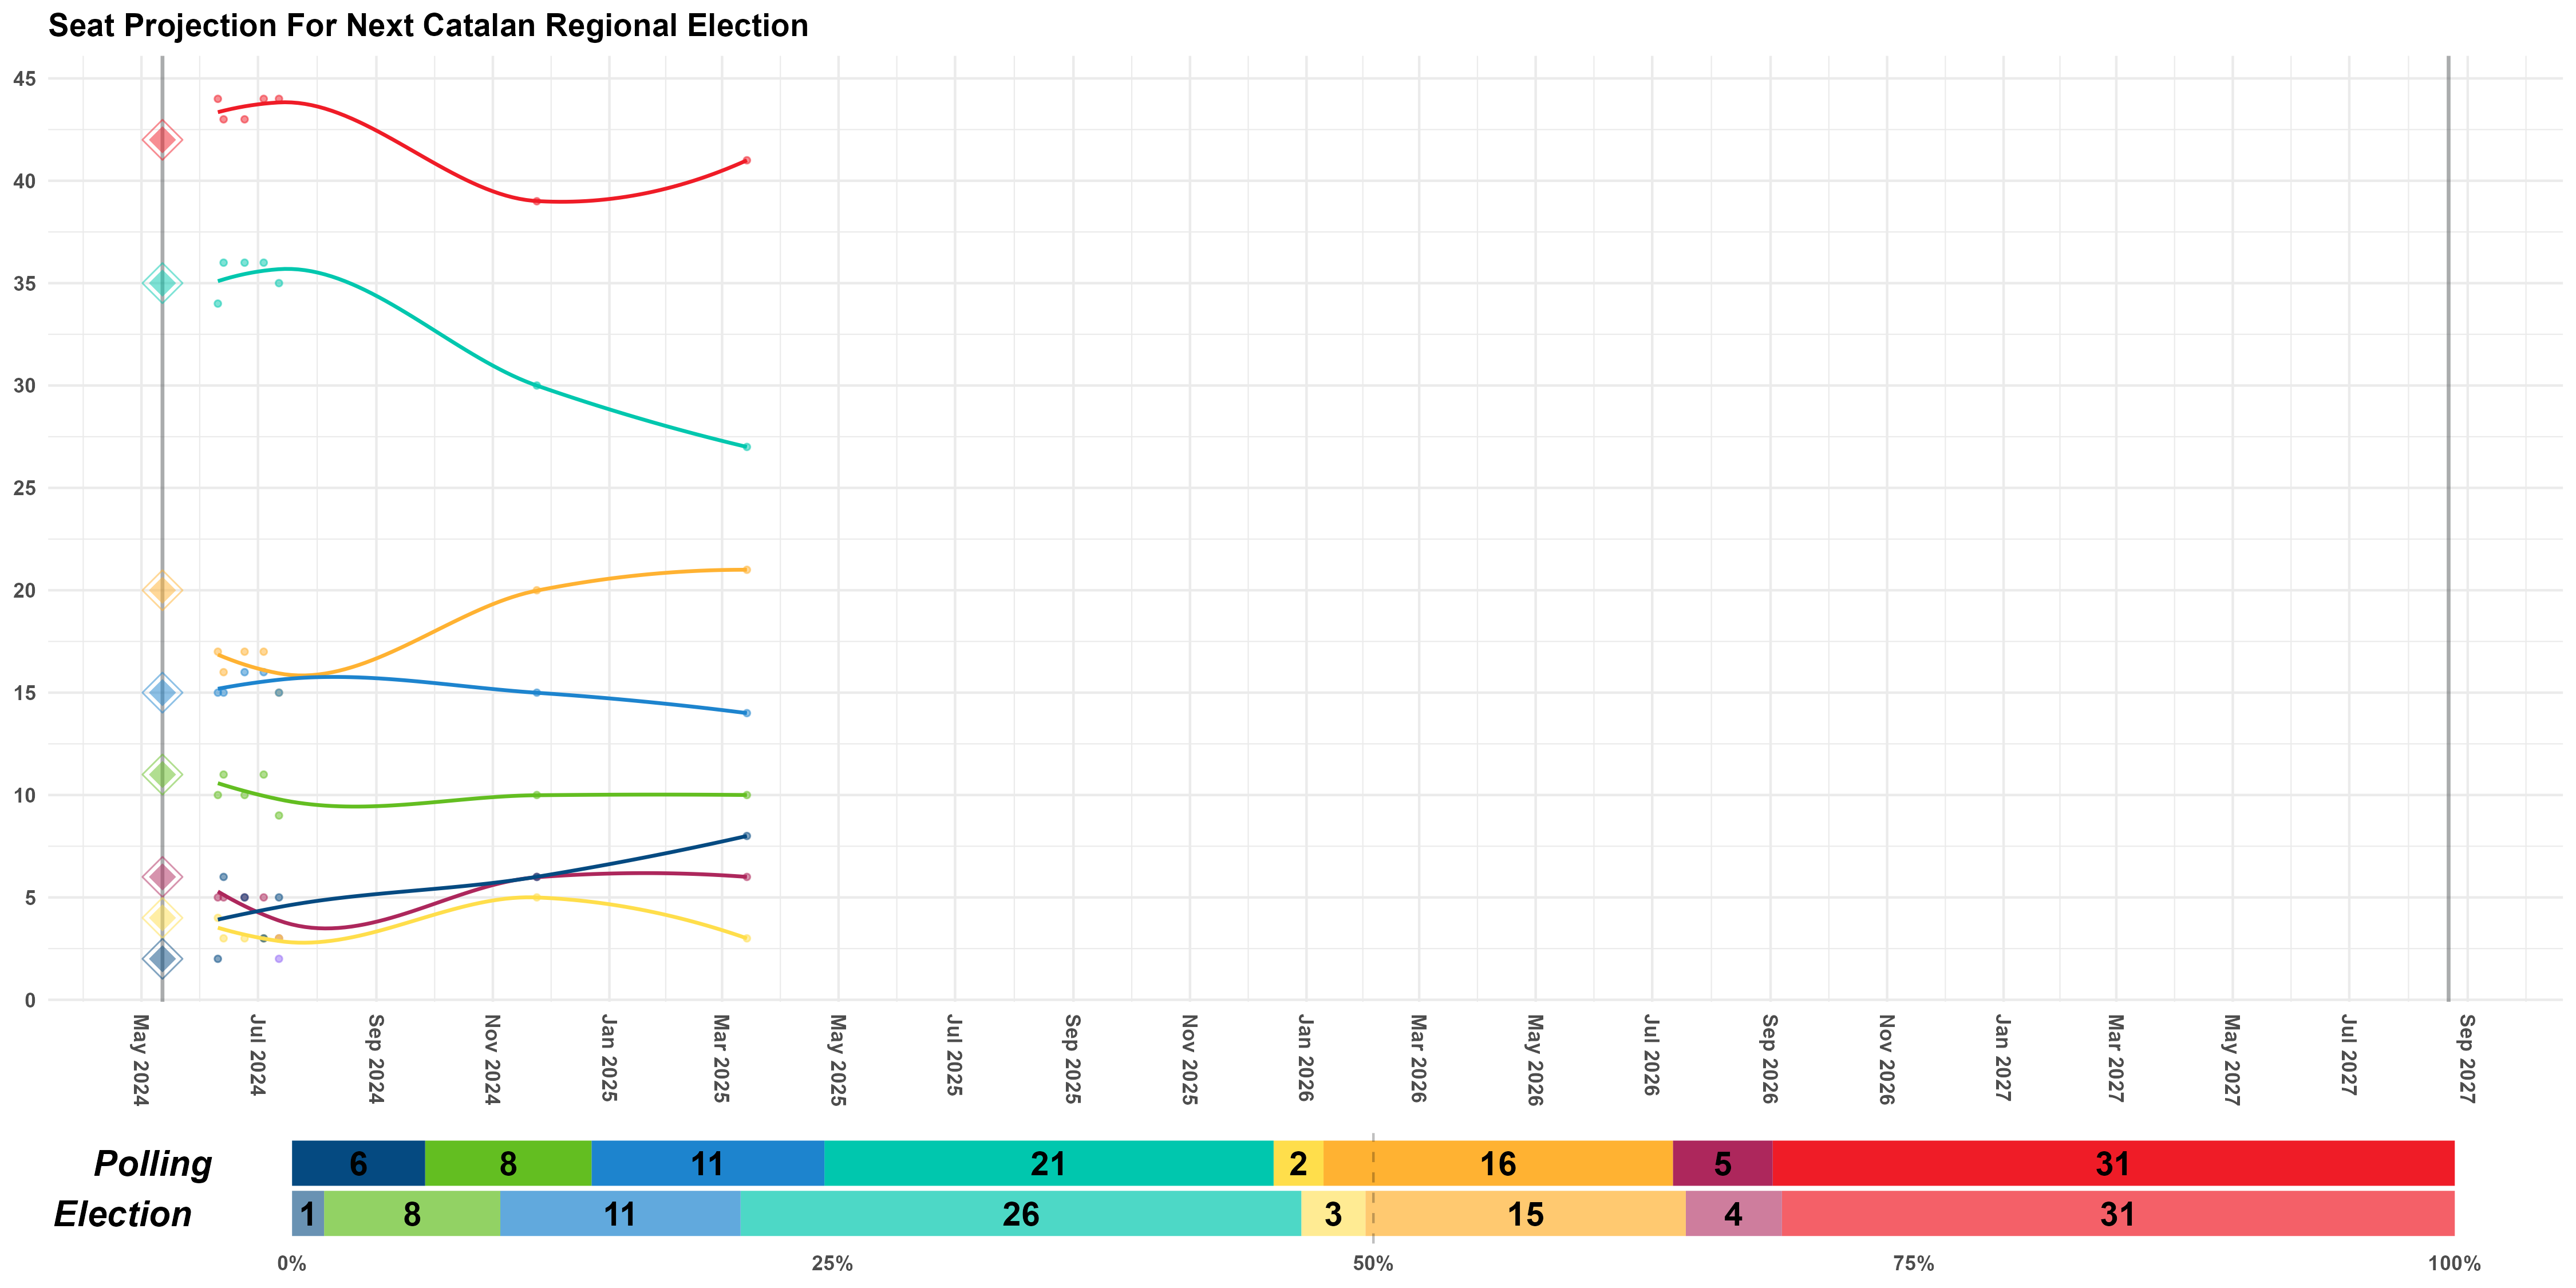 Seat Projection For Next Catalan Regional Election
45
40
35
30
25
20
15
10
5
0
May 2024
Jul 2024
Sep 2024
Nov 2024
Jan 2025
Mar 2025
May 2025
Jul 2025
Sep 2025
Nov 2025
Jan 2026
Mar 2026
May 2026
Jul 2026
Sep 2026
Nov 2026
Jan 2027
Mar 2027
May 2027
Jul 2027
Sep 2027
Polling 6 8 11 21 2 16 5 31
Election 1 8 11 26 3 15 4 31
0% 25% 50% 75% 100%